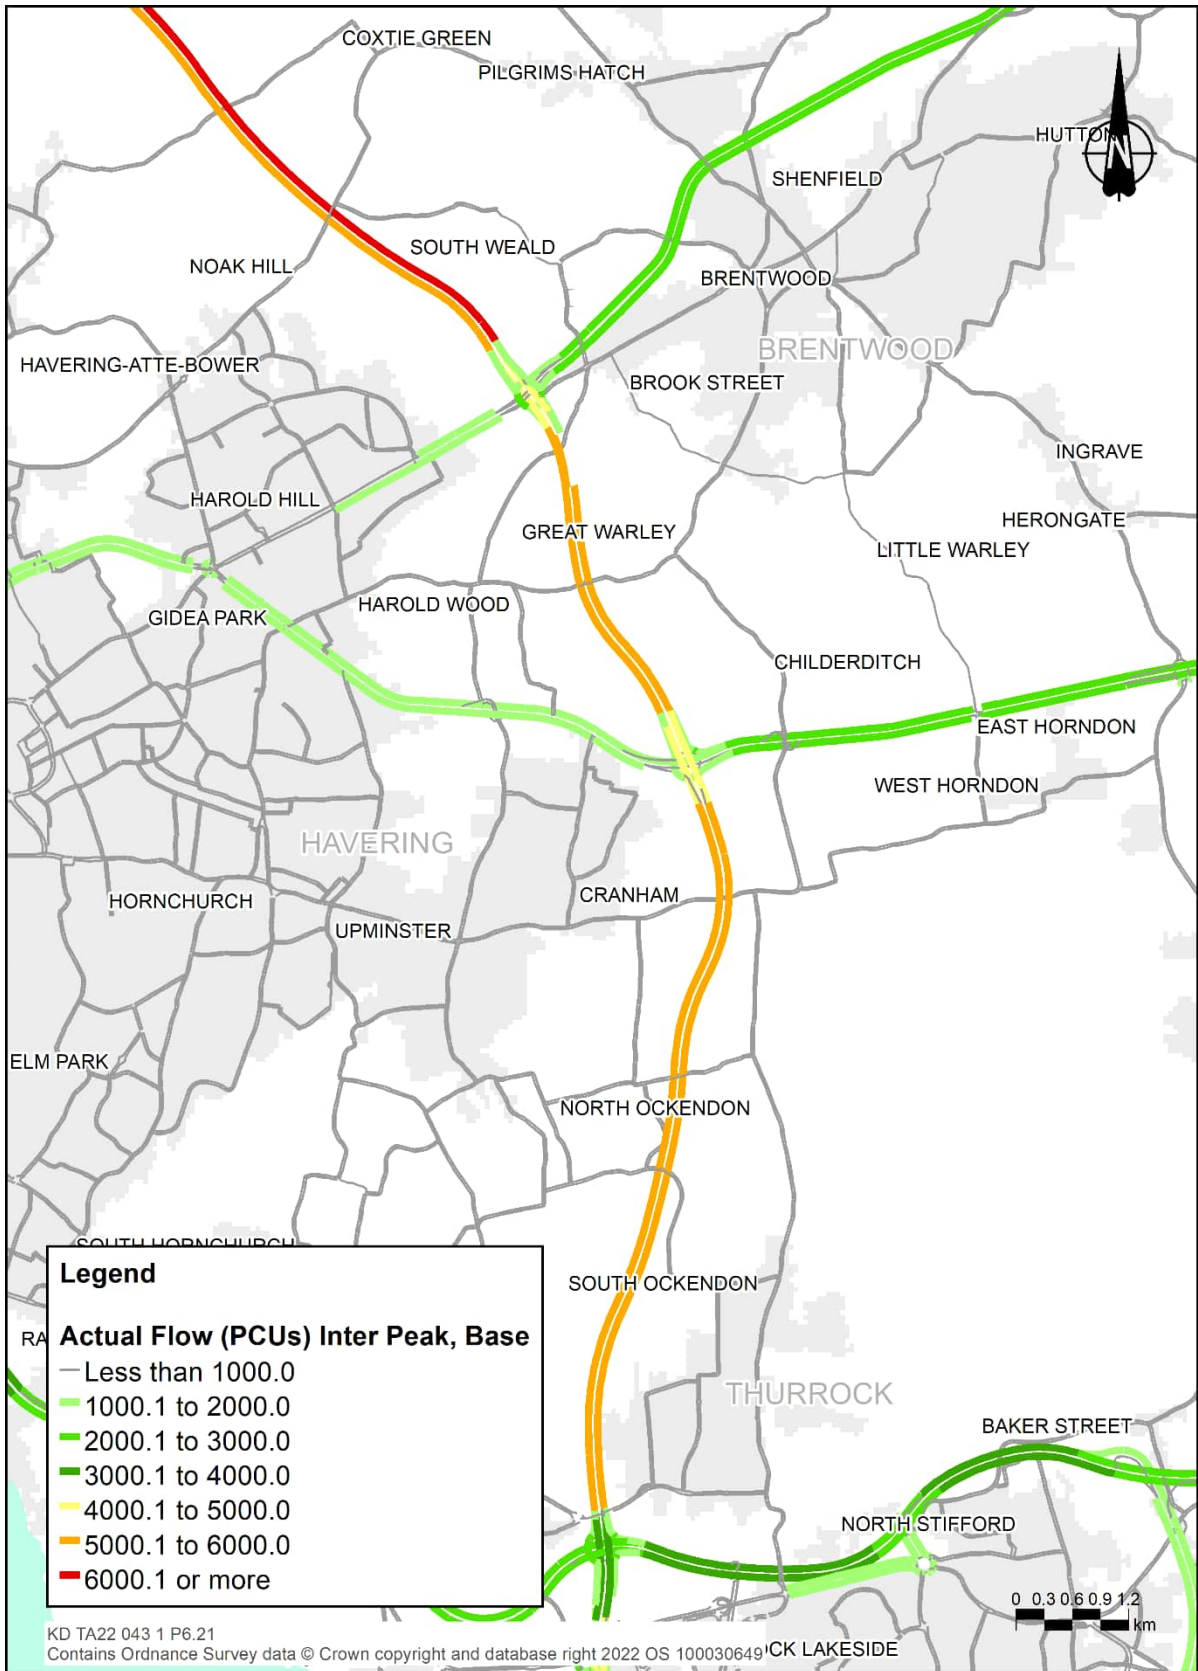 COXTIE GREEN
PILGRIMS HATCH
HUTTON
N
SHENFIELD
SOUTH WEALD
NOAK HILL
BRENTWOOD
BRENTWOOD
HAVERING-ATTE-BOWER
BROOK STREET
INGRAVE
HAROLD HILL
HERONGATE
GREAT WARLEY
LITTLE WARLEY
HAROLD WOOD
GIDEA PARK
CHILDERDITCH
EAST HORNDON
WEST HORNDON
HAVERING
CRANHAM
HORNCHURCH
UPMINSTER
ELM PARK
NORTH OCKENDON
SOUTH HORNCHURCH
SOUTH OCKENDON
RA
THURROCK
BAKER STREET
NORTH STIFFORD
Legend
Actual Flow (PCUs) Inter Peak, Base
Less than 1000.0
1000.1 to 2000.0
2000.1 to 3000.0
3000.1 to 4000.0
4000.1 to 5000.0
5000.1 to 6000.0
6000.1 or more
0 0.3 0.6 0.9 1.2
km
KD TA22 043 1 P6.21
Contains Ordnance Survey data © Crown copyright and database right 2022 OS 100030649
OCK LAKESIDE